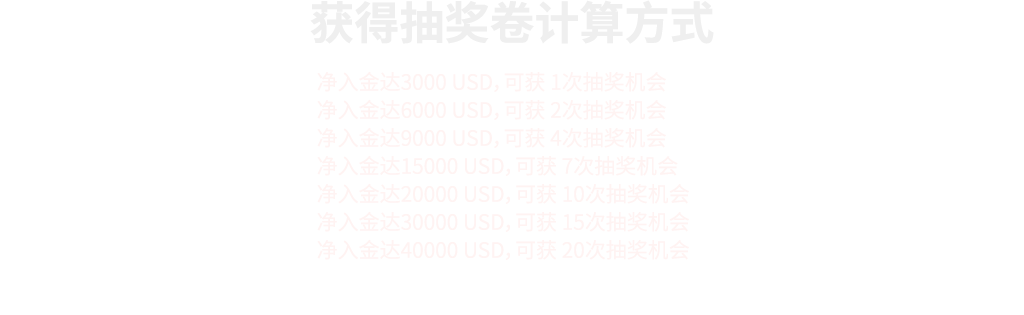 获得抽奖卷计算方式
净入金达3000 USD，可获 1次抽奖机会
净入金达6000 USD，可获 2次抽奖机会
净入金达9000 USD，可获 4次抽奖机会
净入金达15000 USD，可获 7次抽奖机会
净入金达20000 USD，可获 10次抽奖机会
净入金达30000 USD，可获 15次抽奖机会
净入金达40000 USD，可获 20次抽奖机会